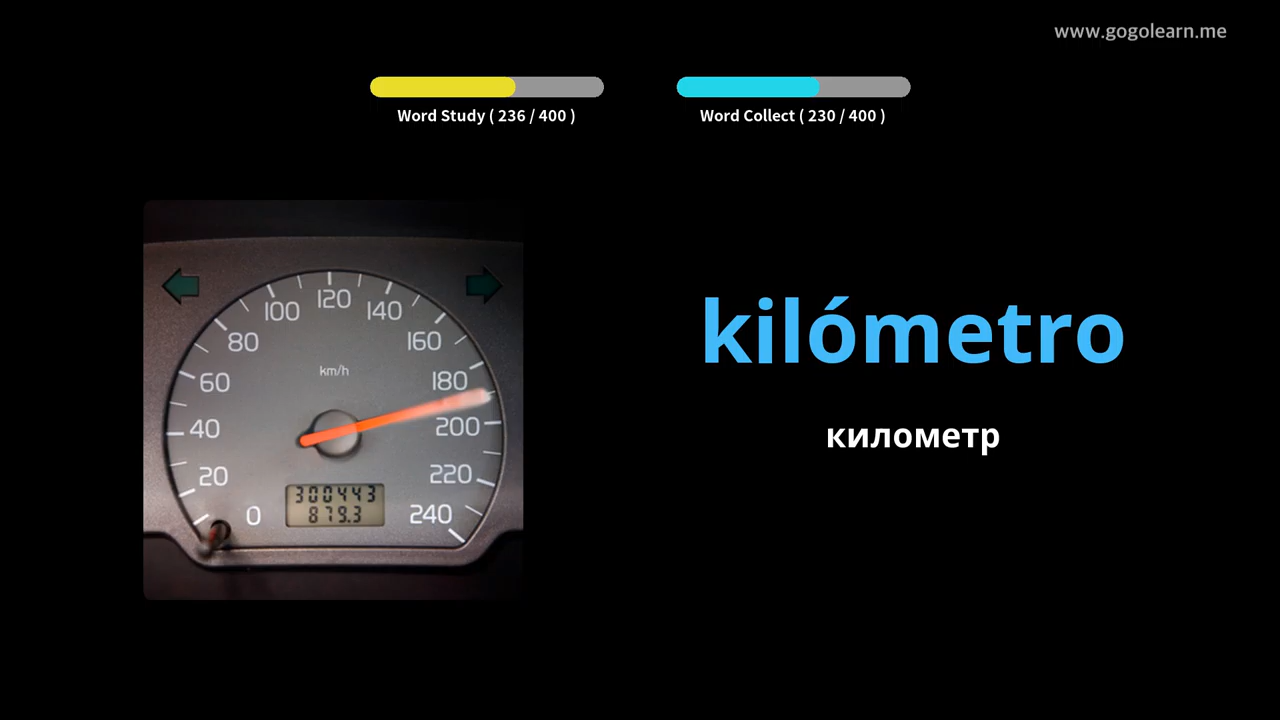 www.gogolearn.me
Word Study ( 236 / 400 )
Word Collect ( 230 / 400 )
kilómetro
километр
120
100
140
80
160
km/h
60
180
40
200
20
220
300443
0
240
879.3